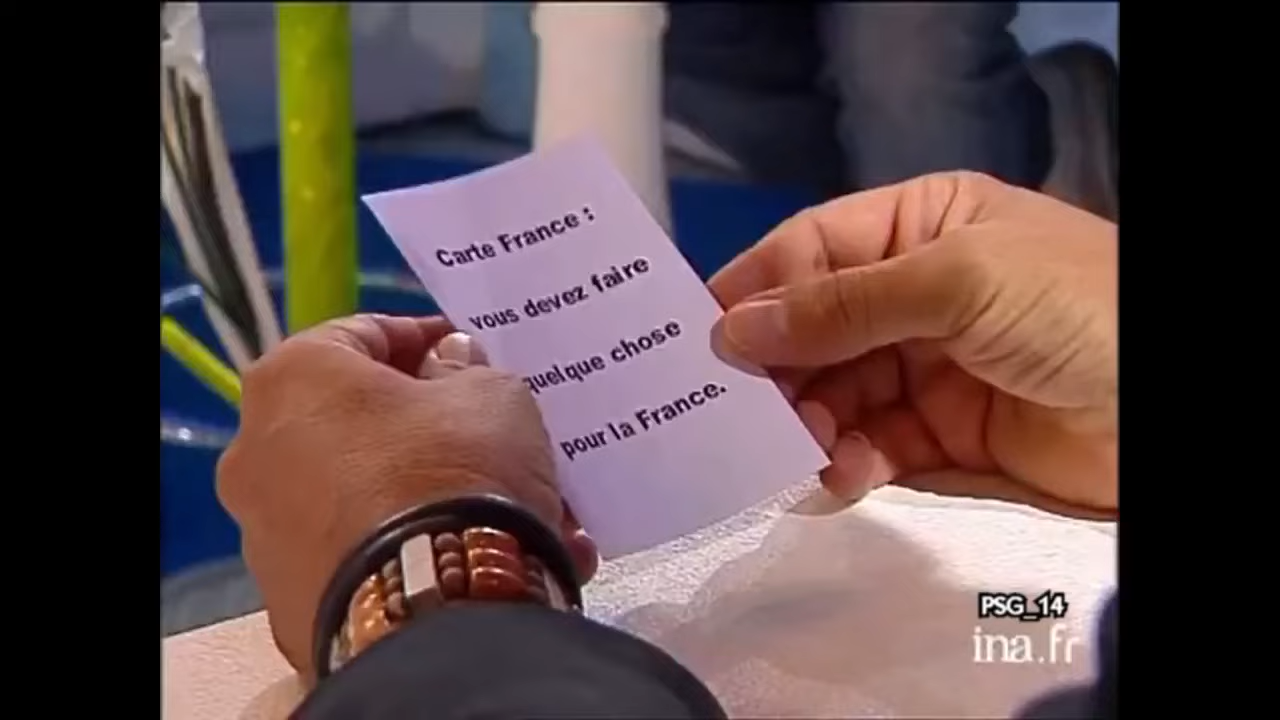 Carte France :
vous devez faire
quelque chose
pour la France.
PSG_14
ina.fr